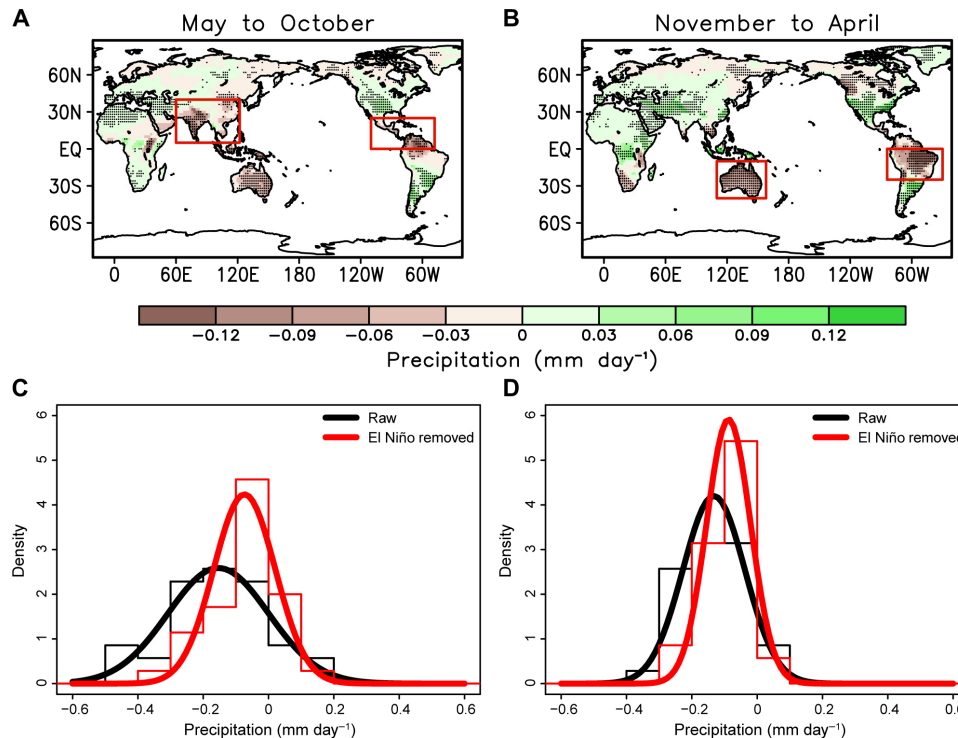 A May to October
B November to April
60N
30N
EQ
30S
60S
0 60E 120E 180 120W 60W
60N
30N
EQ
30S
60S
0 60E 120E 180 120W 60W
−0.12 −0.09 −0.06 −0.03 0 0.03 0.06 0.09 0.12
Precipitation (mm day⁻¹)
C
Raw
El Niño removed
Density
6
5
4
3
2
1
0
−0.6 −0.4 −0.2 0 0.2 0.4 0.6
Precipitation (mm day⁻¹)
D
Raw
El Niño removed
Density
6
5
4
3
2
1
0
−0.6 −0.4 −0.2 0 0.2 0.4 0.6
Precipitation (mm day⁻¹)